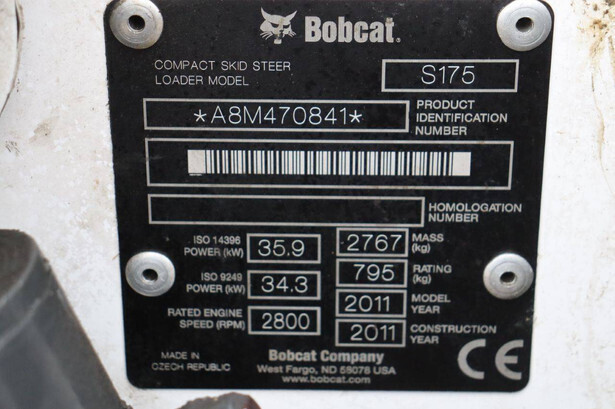 Bobcat.
COMPACT SKID STEER
LOADER MODEL
S175
*A8M470841*
PRODUCT
IDENTIFICATION
NUMBER
HOMOLOGATION
NUMBER
ISO 14396
POWER (kW)
35.9
2767
MASS
(kg)
ISO 9249
POWER (kW)
34.3
795
RATING
(kg)
RATED ENGINE
SPEED (RPM)
2800
2011
MODEL
YEAR
2011
CONSTRUCTION
YEAR
MADE IN
CZECH REPUBLIC
Bobcat Company
West Fargo, ND 58078 USA
www.bobcat.com
CE